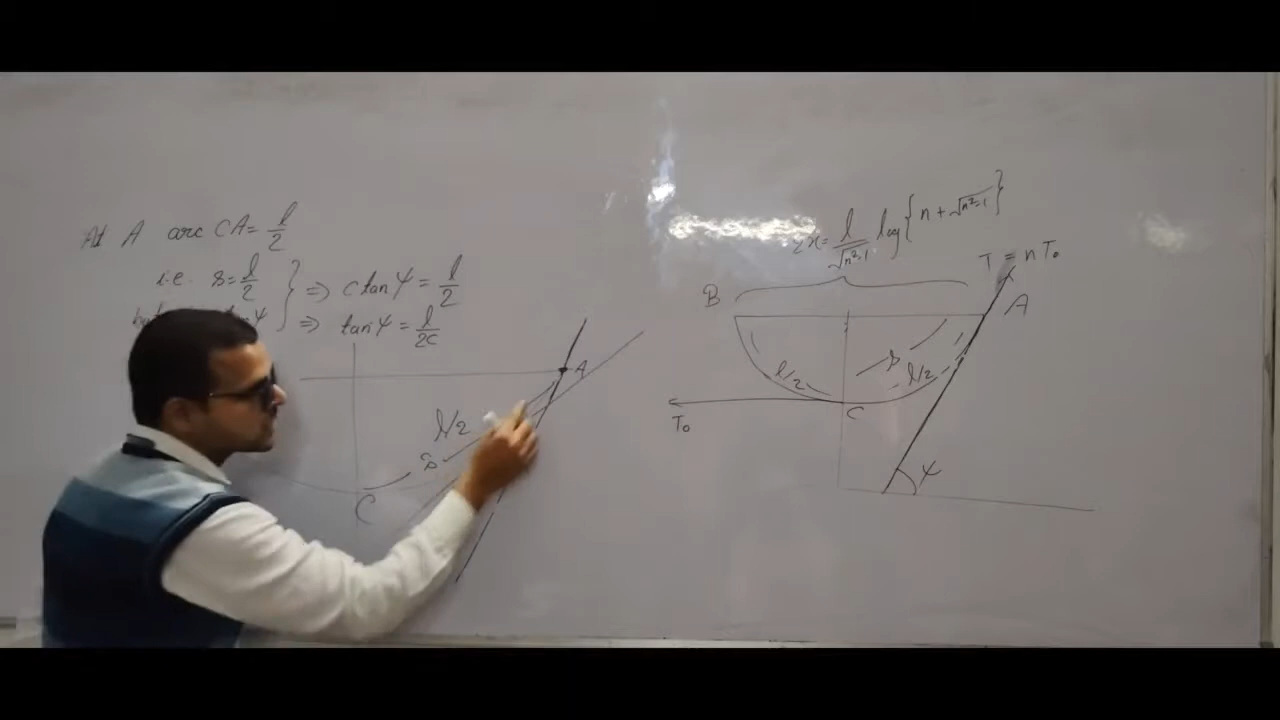 At A arc CA = l/2
i.e. s = l/2 } ⇒ c tan ψ = l/2
⇒ tan ψ = l/2c
A
l/2
s
C
2x = l/√n²-1 log{n + √n²-1}
T = nT₀
B
A
s
l/2
l/2
C
T₀
ψ